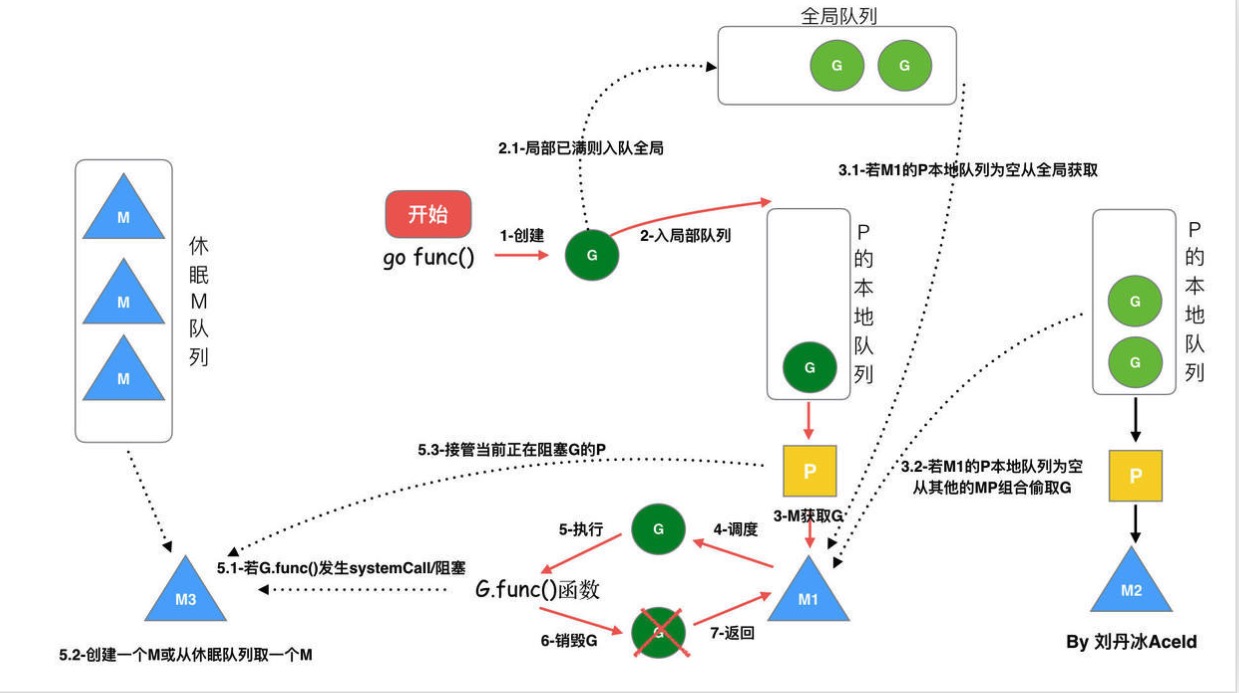 全局队列
G
G
2.1-局部已满则入队全局
3.1-若M1的P本地队列为空从全局获取
M
M
M
休眠M队列
开始
go func()
1-创建
G
2-入局部队列
P的本地队列
G
P的本地队列
G
G
5.3-接管当前正在阻塞G的P
P
3.2-若M1的P本地队列为空
从其他的MP组合偷取G
P
3-M获取G
5-执行
G
4-调度
5.1-若G.func()发生systemCall/阻塞
G.func()函数
M3
M1
M2
6-销毁G
G
7-返回
5.2-创建一个M或从休眠队列取一个M
By 刘丹冰Aceld